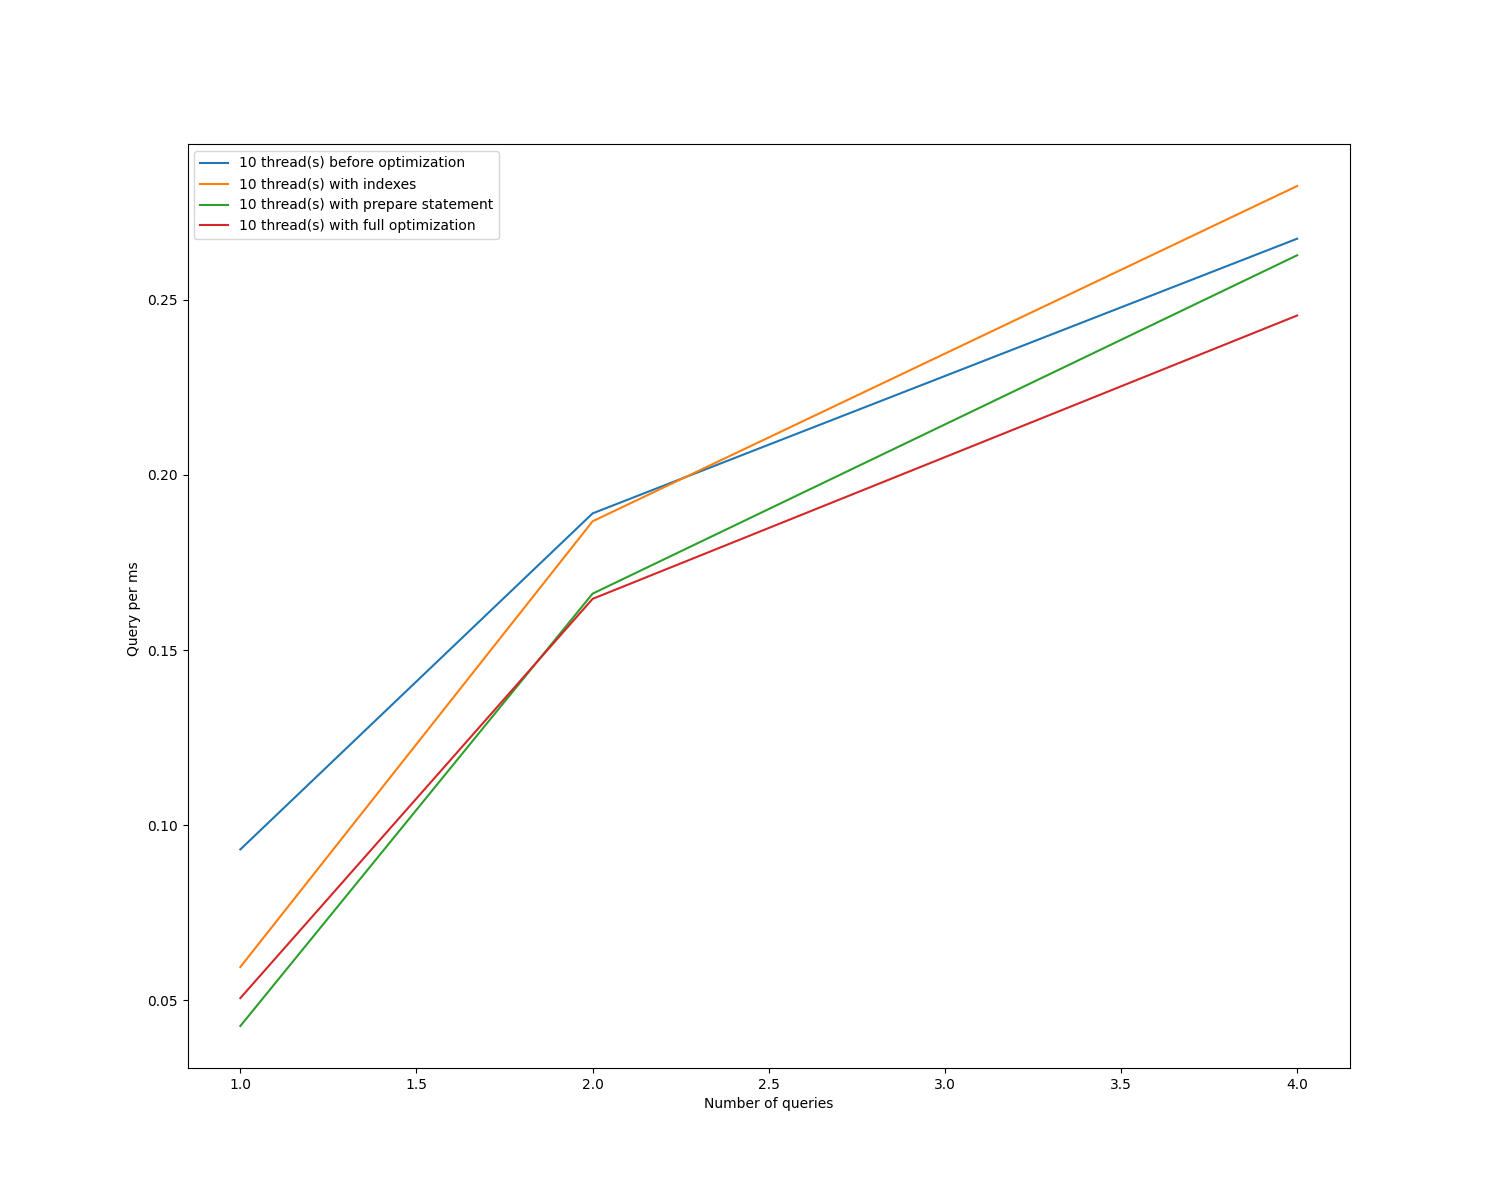 10 thread(s) before optimization
10 thread(s) with indexes
10 thread(s) with prepare statement
10 thread(s) with full optimization
0.25
0.20
0.15
0.10
0.05
Query per ms
1.0 1.5 2.0 2.5 3.0 3.5 4.0
Number of queries